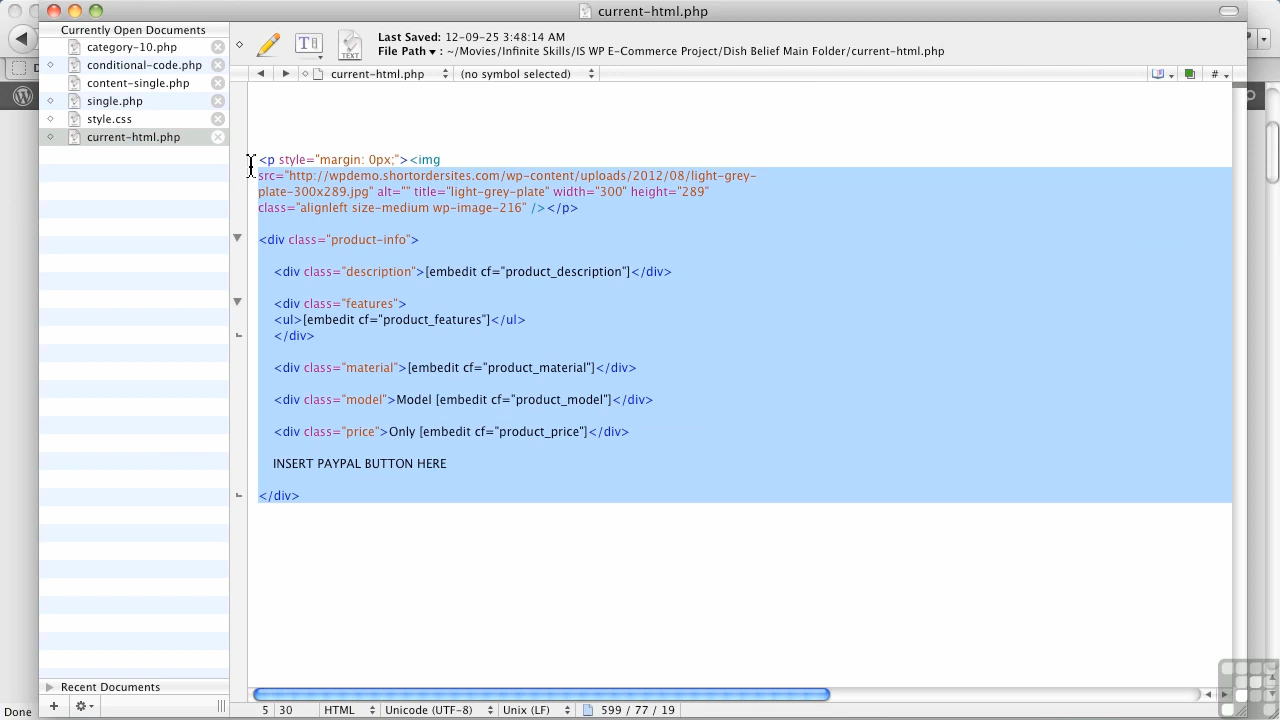 current-html.php
Currently Open Documents
category-10.php
conditional-code.php
content-single.php
single.php
style.css
current-html.php
Last Saved: 12-09-25 3:48:14 AM
File Path ▾ : ~/Movies/Infinite Skills/IS WP E-Commerce Project/Dish Belief Main Folder/current-html.php
TEXT
current-html.php
(no symbol selected)
#
<p style="margin: 0px;"><img
src="http://wpdemo.shortordersites.com/wp-content/uploads/2012/08/light-grey-
plate-300x289.jpg" alt="" title="light-grey-plate" width="300" height="289"
class="alignleft size-medium wp-image-216" /></p>
<div class="product-info">
<div class="description">[embedit cf="product_description"]</div>
<div class="features">
<ul>[embedit cf="product_features"]</ul>
</div>
<div class="material">[embedit cf="product_material"]</div>
<div class="model">Model [embedit cf="product_model"]</div>
<div class="price">Only [embedit cf="product_price"]</div>
INSERT PAYPAL BUTTON HERE
</div>
Recent Documents
Done
5 30
HTML
Unicode (UTF-8)
Unix (LF)
599 / 77 / 19